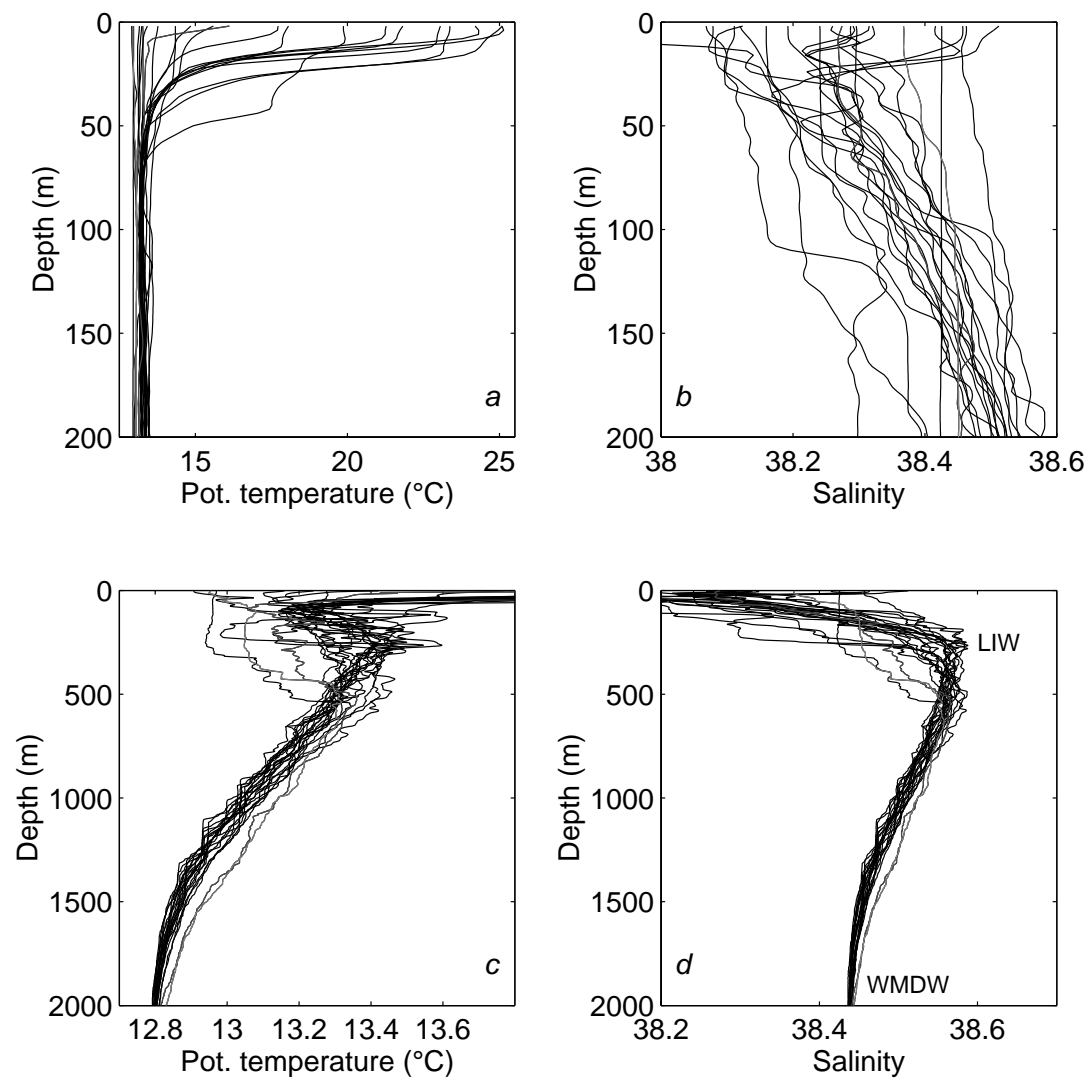 0
50
100
150
200
Depth (m)
15
20
25
Pot. temperature (°C)
a
0
50
100
150
200
Depth (m)
38
38.2
38.4
38.6
Salinity
b
0
500
1000
1500
2000
Depth (m)
12.8
13
13.2
13.4
13.6
Pot. temperature (°C)
c
0
500
1000
1500
2000
Depth (m)
38.2
38.4
38.6
Salinity
LIW
WMDW
d